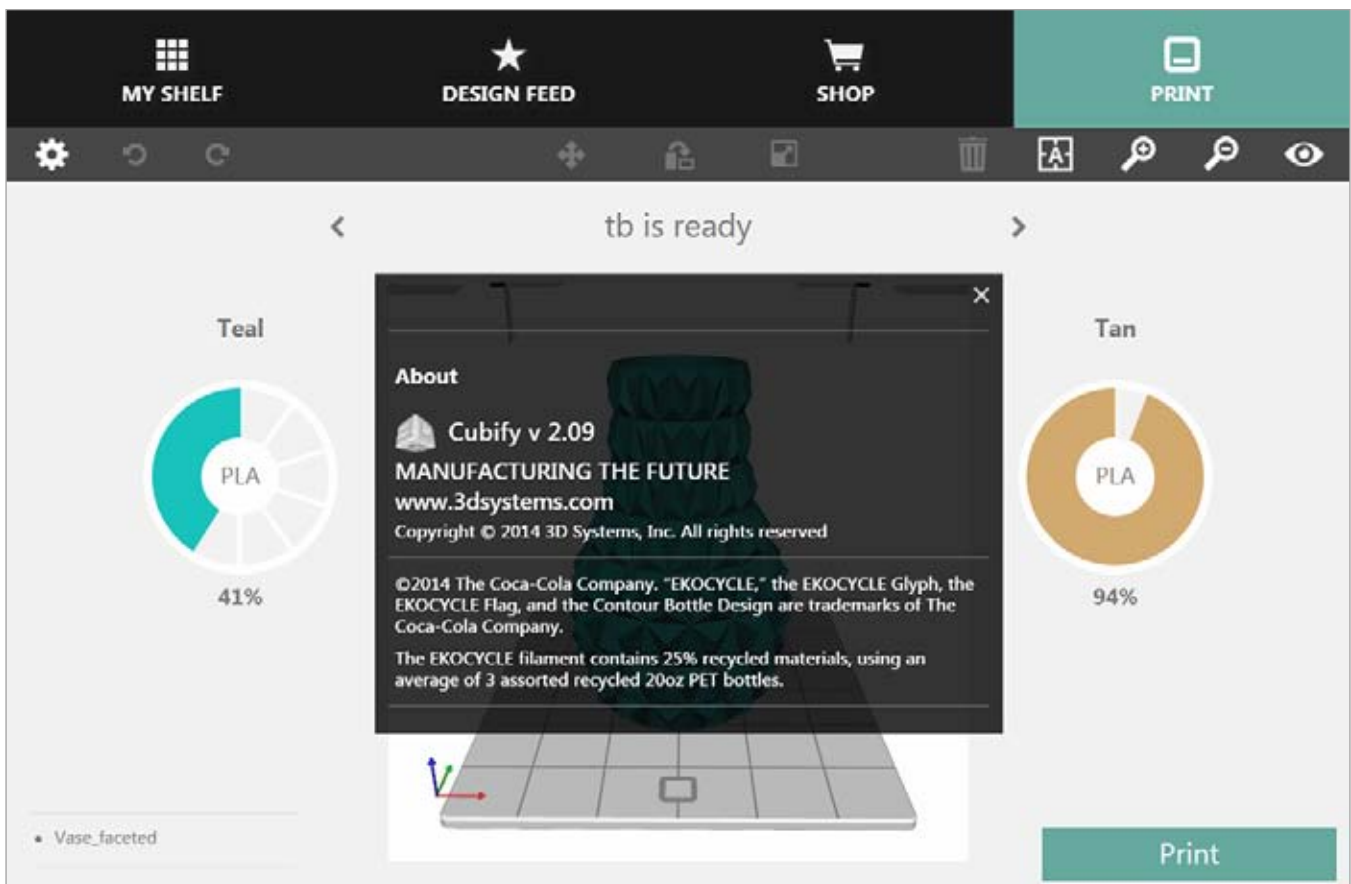 MY SHELF
DESIGN FEED
SHOP
PRINT
A
tb is ready
Teal
Tan
About
Cubify v 2.09
MANUFACTURING THE FUTURE
www.3dsystems.com
Copyright © 2014 3D Systems, Inc. All rights reserved
PLA
PLA
41%
94%
©2014 The Coca-Cola Company. "EKOCYCLE," the EKOCYCLE Glyph, the
EKOCYCLE Flag, and the Contour Bottle Design are trademarks of The
Coca-Cola Company.
The EKOCYCLE filament contains 25% recycled materials, using an
average of 3 assorted recycled 20oz PET bottles.
Vase_faceted
Print